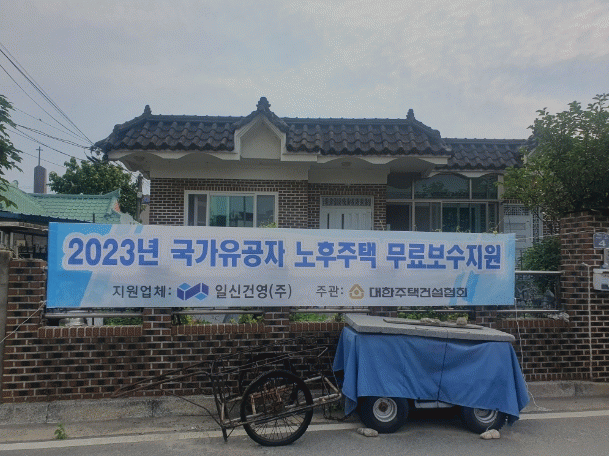 2023년 국가유공자 노후주택 무료보수지원
지원업체: 일신건영(주) 주관: 대한주택건설협회